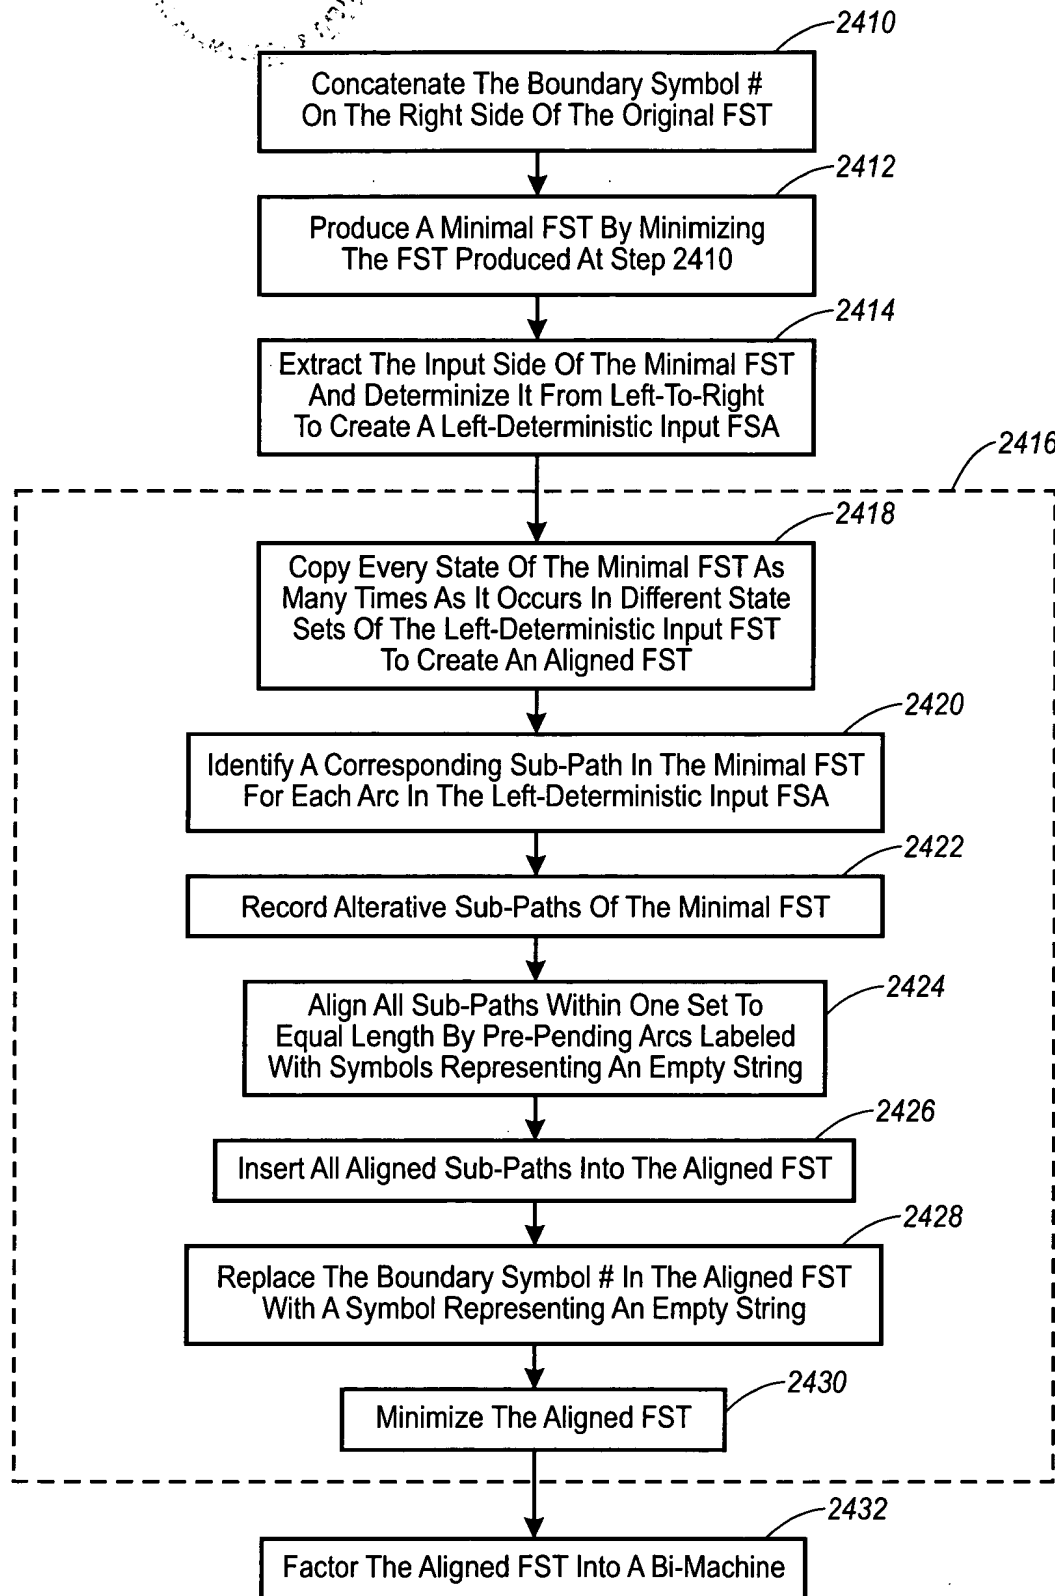 2410
Concatenate The Boundary Symbol #
On The Right Side Of The Original FST
2412
Produce A Minimal FST By Minimizing
The FST Produced At Step 2410
2414
Extract The Input Side Of The Minimal FST
And Determinize It From Left-To-Right
To Create A Left-Deterministic Input FSA
2416
2418
Copy Every State Of The Minimal FST As
Many Times As It Occurs In Different State
Sets Of The Left-Deterministic Input FST
To Create An Aligned FST
2420
Identify A Corresponding Sub-Path In The Minimal FST
For Each Arc In The Left-Deterministic Input FSA
2422
Record Alterative Sub-Paths Of The Minimal FST
2424
Align All Sub-Paths Within One Set To
Equal Length By Pre-Pending Arcs Labeled
With Symbols Representing An Empty String
2426
Insert All Aligned Sub-Paths Into The Aligned FST
2428
Replace The Boundary Symbol # In The Aligned FST
With A Symbol Representing An Empty String
2430
Minimize The Aligned FST
2432
Factor The Aligned FST Into A Bi-Machine